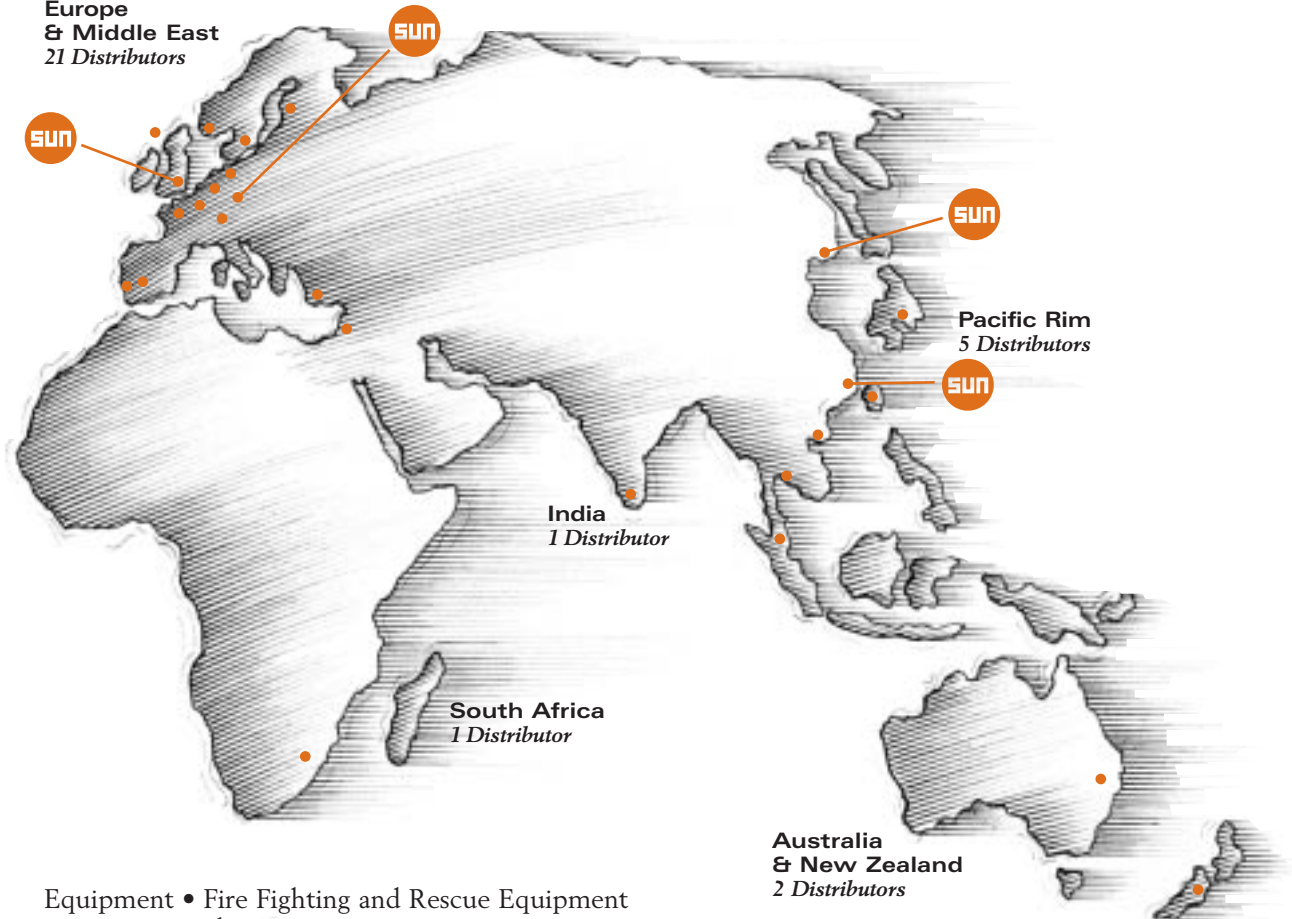 Europe
& Middle East
21 Distributors
sun
sun
sun
Pacific Rim
5 Distributors
sun
India
1 Distributor
South Africa
1 Distributor
Australia
& New Zealand
2 Distributors
Equipment • Fire Fighting and Rescue Equipment